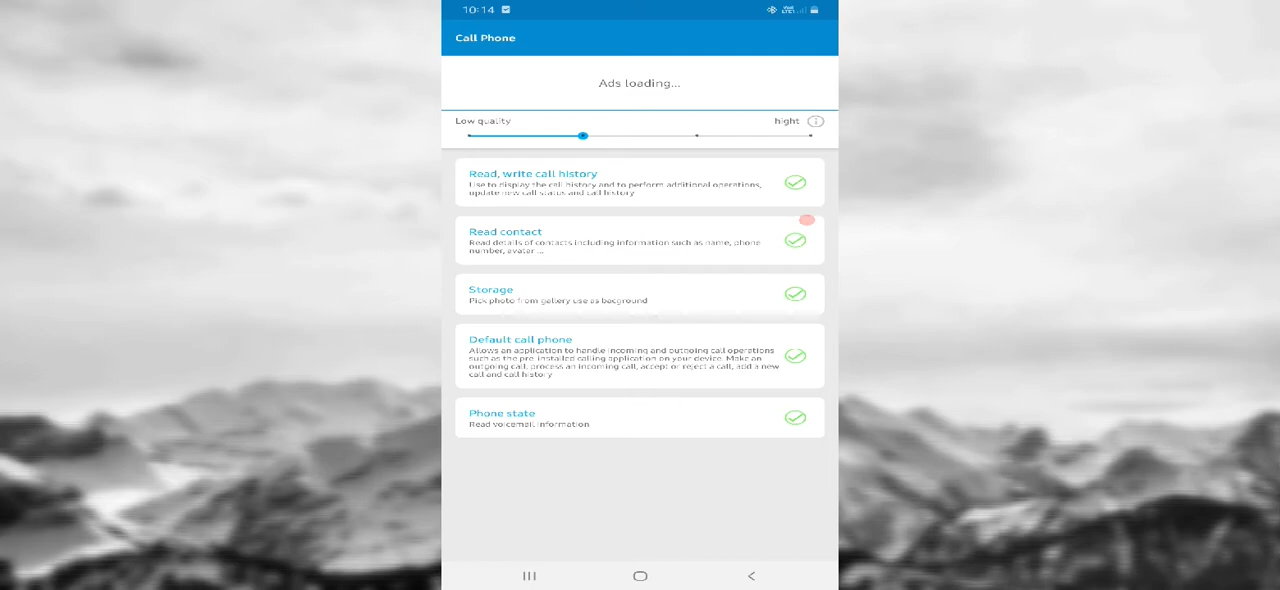 10:14
Call Phone
Ads loading...
Low quality
hight
Read, write call history
Use to display the call history and to perform additional operations,
update new call status and call history
Read contact
Read details of contacts including information such as name, phone
number, avatar ...
Storage
Pick photo from gallery use as bacground
Default call phone
Allows an application to handle incoming and outgoing call operations
such as the pre-installed calling application on your device. Make an
outgoing call, process an incoming call, accept or reject a call, add a new
call and call history
Phone state
Read voicemail information